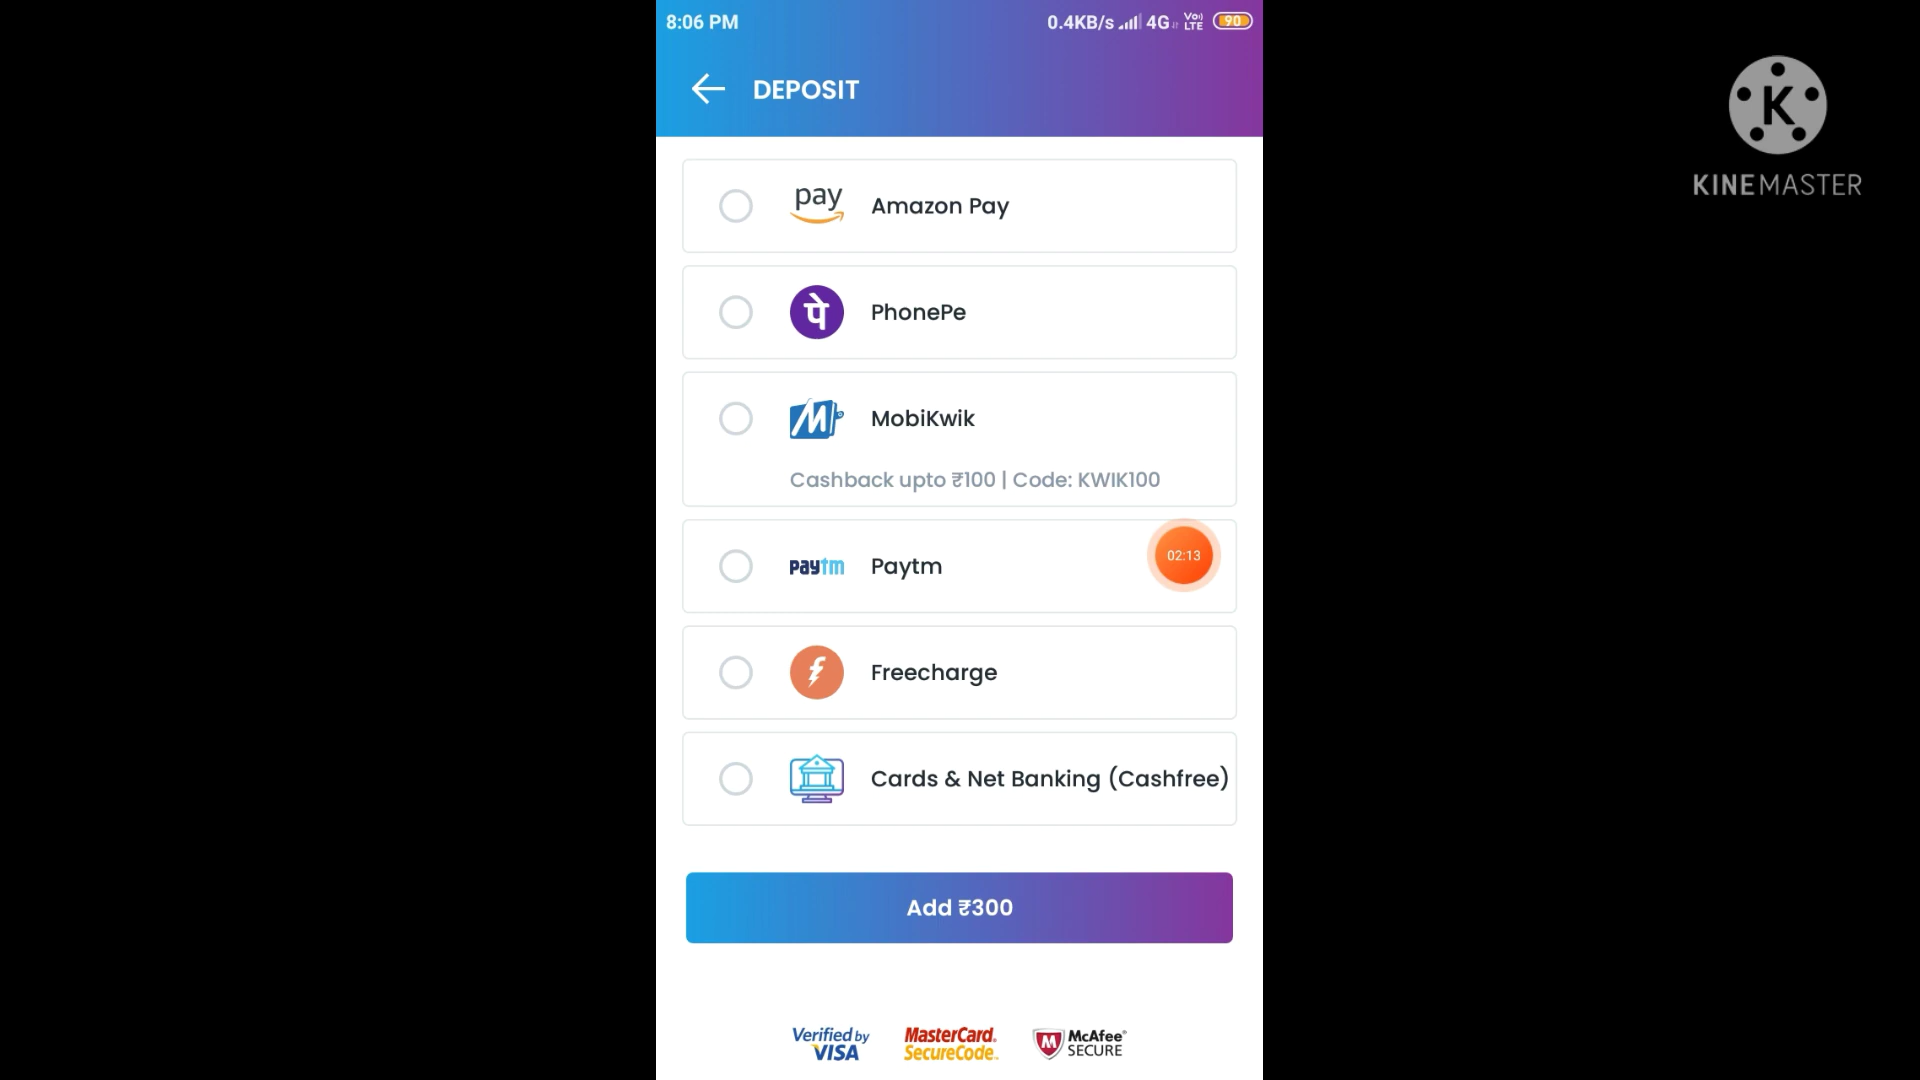 8:06 PM
0.4KB/s 4G Vo) LTE 90
DEPOSIT
K
KINEMASTER
pay Amazon Pay
पे PhonePe
M MobiKwik
Cashback upto ₹100 | Code: KWIK100
paytm Paytm
02:13
Freecharge
Cards & Net Banking (Cashfree)
Add ₹300
Verified by VISA
MasterCard. SecureCode.
M McAfee® SECURE